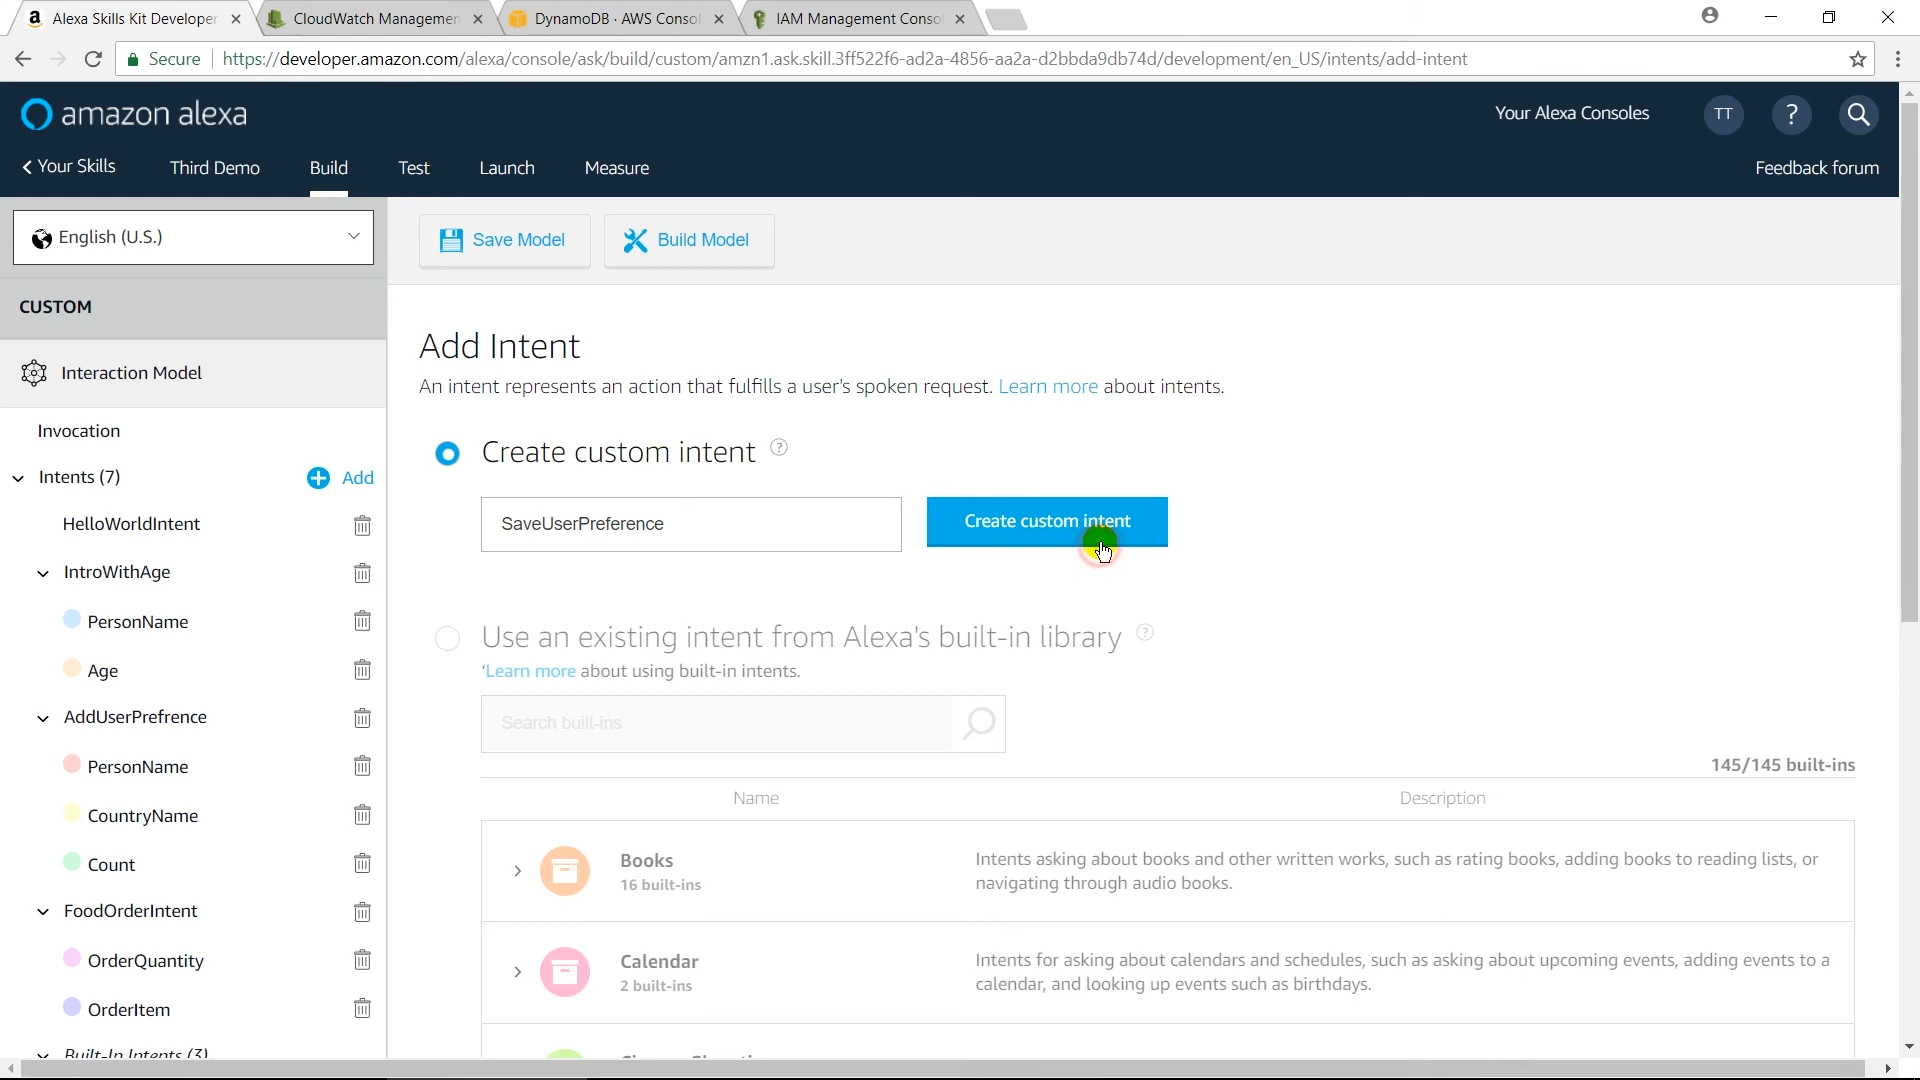 Alexa Skills Kit Developer
CloudWatch Managemen
DynamoDB · AWS Consol
IAM Management Conso
Secure
https://developer.amazon.com/alexa/console/ask/build/custom/amzn1.ask.skill.3ff522f6-ad2a-4856-aa2a-d2bbda9db74d/development/en_US/intents/add-intent
amazon alexa
Your Alexa Consoles
TT
?
Your Skills
Third Demo
Build
Test
Launch
Measure
Feedback forum
English (U.S.)
Save Model
Build Model
CUSTOM
Interaction Model
Invocation
Intents (7)
Add
HelloWorldIntent
IntroWithAge
PersonName
Age
AddUserPrefrence
PersonName
CountryName
Count
FoodOrderIntent
OrderQuantity
OrderItem
Built-In Intents (3)
Add Intent
An intent represents an action that fulfills a user's spoken request. Learn more about intents.
Create custom intent ?
SaveUserPreference
Create custom intent
Use an existing intent from Alexa's built-in library ?
'Learn more about using built-in intents.
Search built-ins
145/145 built-ins
Name
Description
Books
16 built-ins
Intents asking about books and other written works, such as rating books, adding books to reading lists, or
navigating through audio books.
Calendar
2 built-ins
Intents for asking about calendars and schedules, such as asking about upcoming events, adding events to a
calendar, and looking up events such as birthdays.